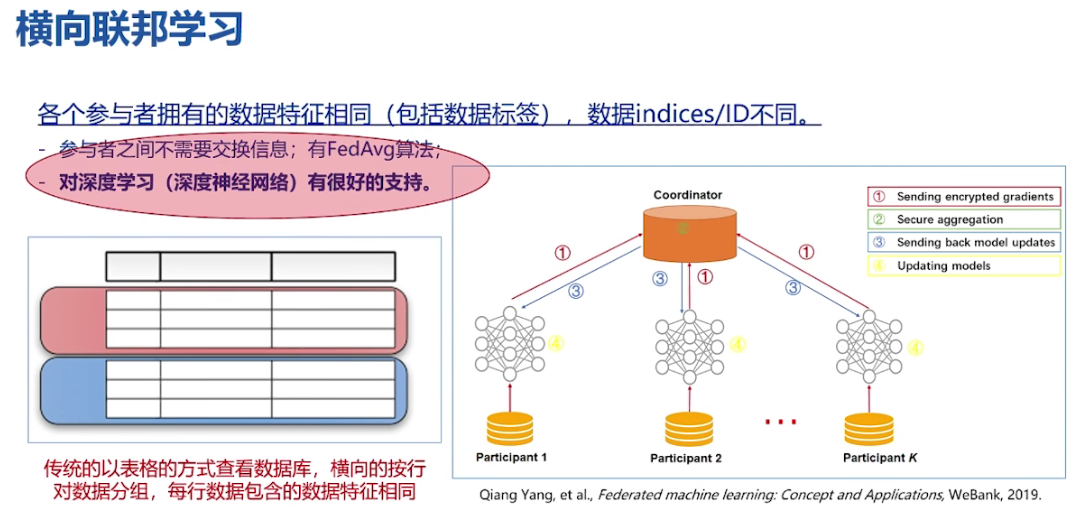 横向联邦学习
各个参与者拥有的数据特征相同（包括数据标签），数据indices/ID不同。
- 参与者之间不需要交换信息；有FedAvg算法；
- 对深度学习（深度神经网络）有很好的支持。
传统的以表格的方式查看数据库，横向的按行
对数据分组，每行数据包含的数据特征相同
Coordinator
②
① Sending encrypted gradients
② Secure aggregation
③ Sending back model updates
④ Updating models
①
③
③
①
①
③
④
④
④
...
Participant 1
Participant 2
Participant K
Qiang Yang, et al., Federated machine learning: Concept and Applications, WeBank, 2019.